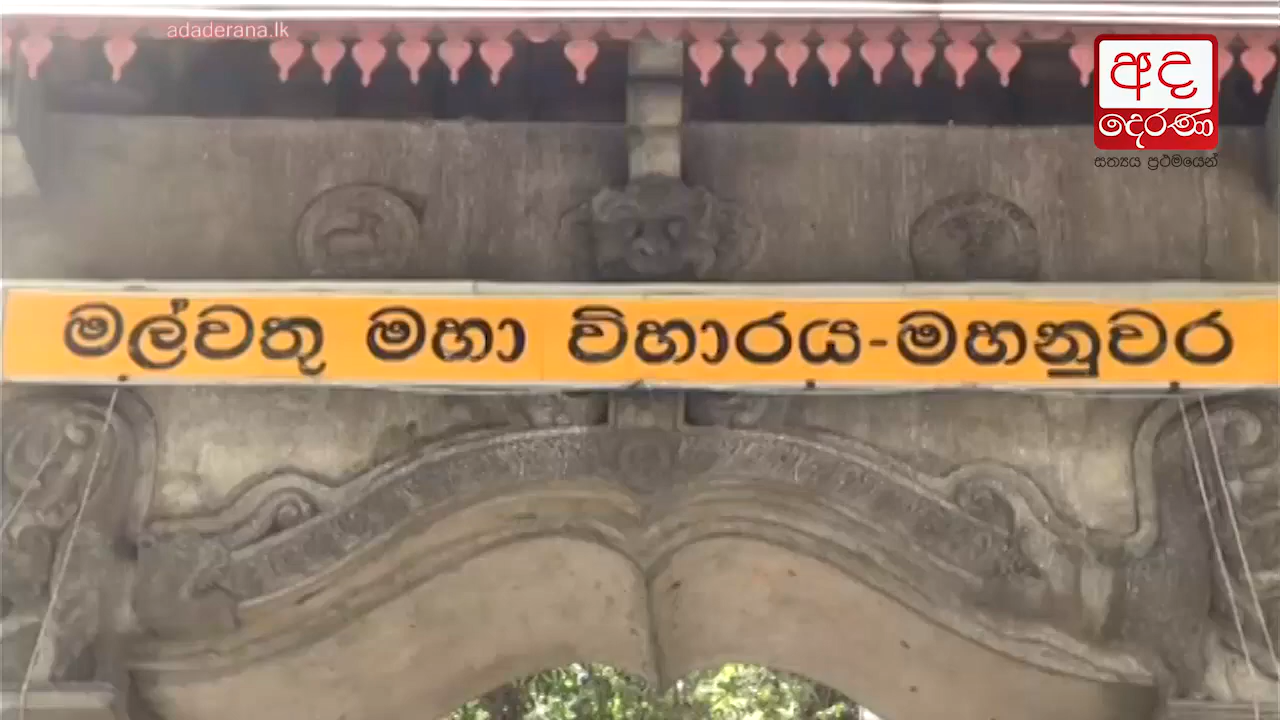 adaderana.lk
අද
දෙරණ
සත්‍යය ප්‍රථමයෙන්
මල්වතු මහා විහාරය-මහනුවර